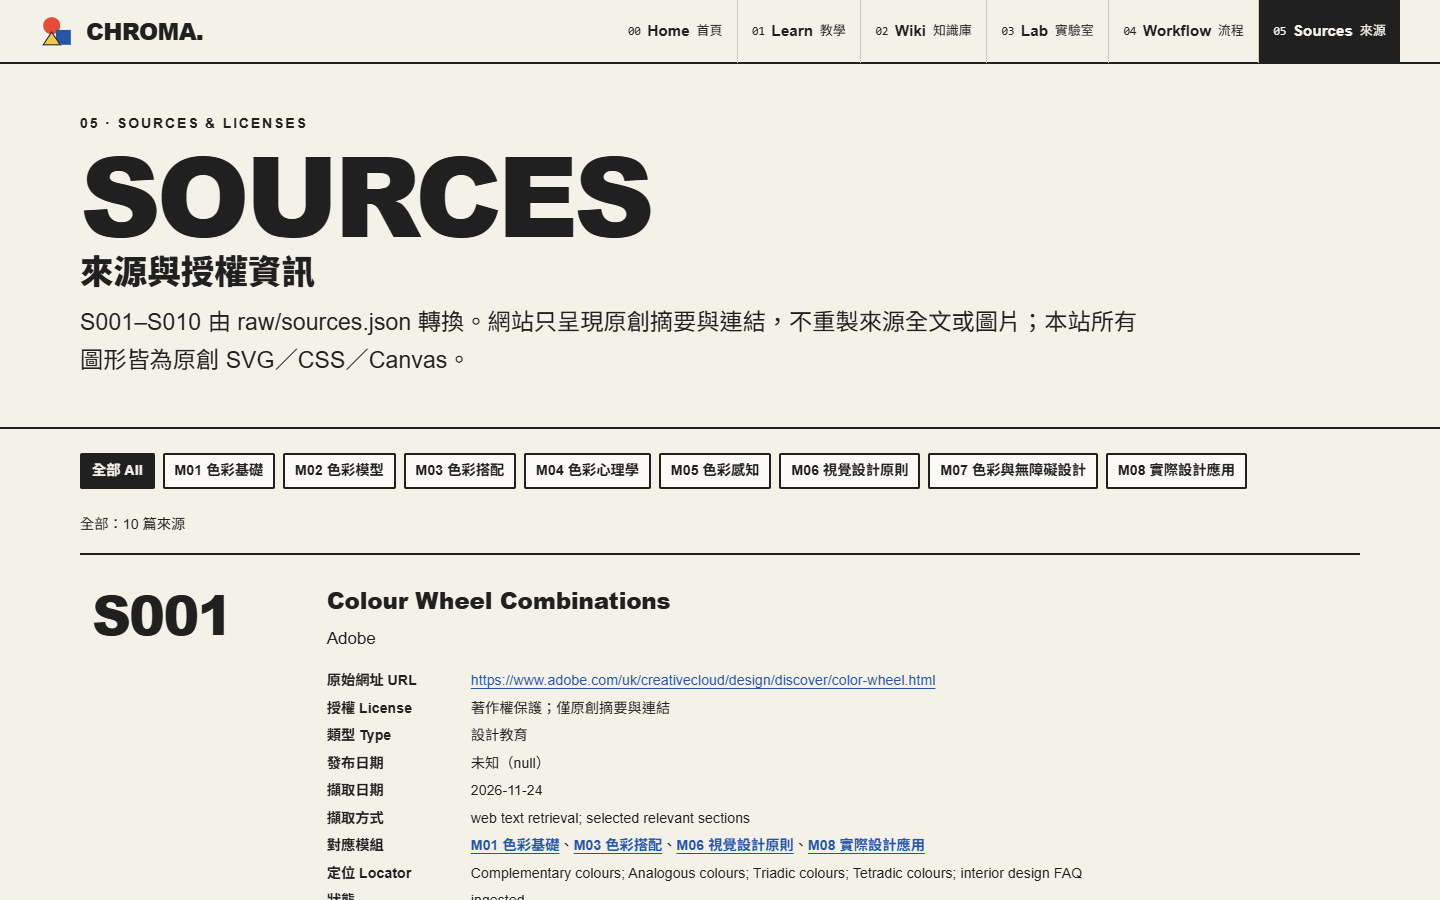 CHROMA.
00 Home 首頁
01 Learn 教學
02 Wiki 知識庫
03 Lab 實驗室
04 Workflow 流程
05 Sources 來源
05 · SOURCES & LICENSES
SOURCES
來源與授權資訊
S001–S010 由 raw/sources.json 轉換。網站只呈現原創摘要與連結，不重製來源全文或圖片；本站所有
圖形皆為原創 SVG／CSS／Canvas。
全部 All
M01 色彩基礎
M02 色彩模型
M03 色彩搭配
M04 色彩心理學
M05 色彩感知
M06 視覺設計原則
M07 色彩與無障礙設計
M08 實際設計應用
全部：10 篇來源
S001
Colour Wheel Combinations
Adobe
原始網址 URL https://www.adobe.com/uk/creativecloud/design/discover/color-wheel.html
授權 License 著作權保護；僅原創摘要與連結
類型 Type 設計教育
發布日期 未知（null）
擷取日期 2026-11-24
擷取方式 web text retrieval; selected relevant sections
對應模組 M01 色彩基礎、M03 色彩搭配、M06 視覺設計原則、M08 實際設計應用
定位 Locator Complementary colours; Analogous colours; Triadic colours; Tetradic colours; interior design FAQ
狀態 ingested